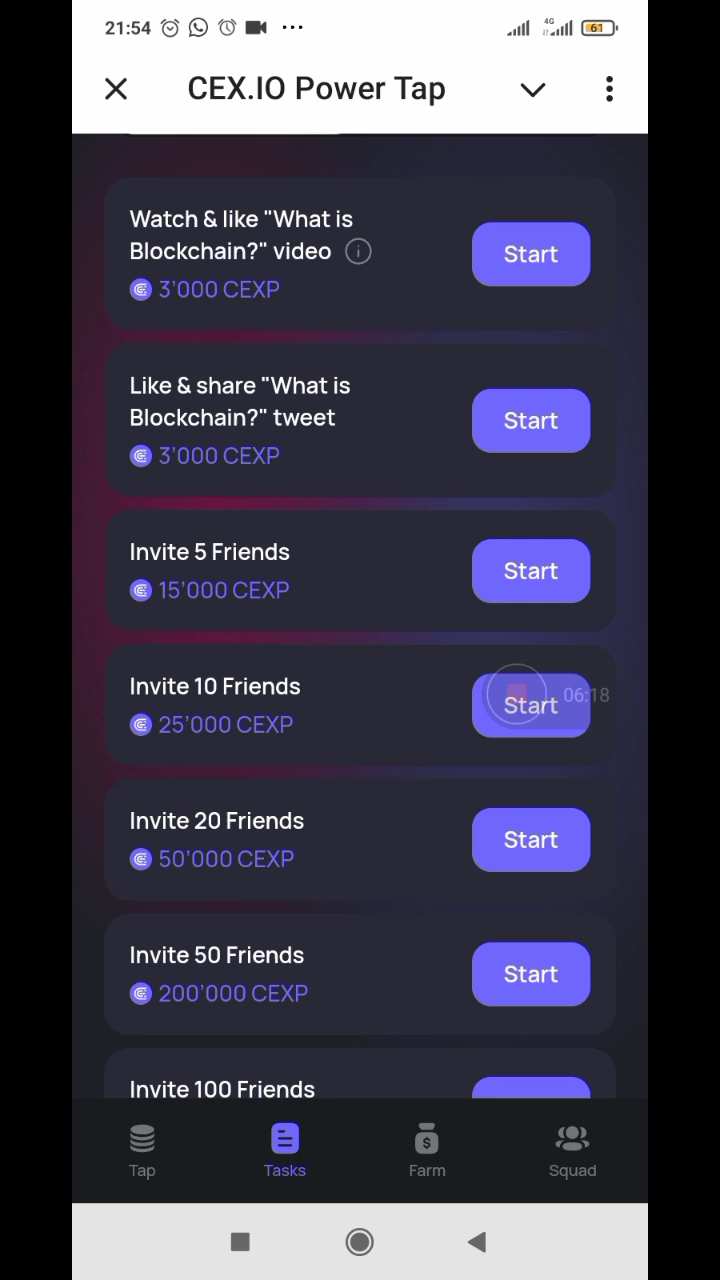 21:54
4G
61
CEX.IO Power Tap
Watch & like "What is
Blockchain?" video
3’000 CEXP
Start
Like & share "What is
Blockchain?" tweet
3’000 CEXP
Start
Invite 5 Friends
15’000 CEXP
Start
Invite 10 Friends
25’000 CEXP
Start
06:18
Invite 20 Friends
50’000 CEXP
Start
Invite 50 Friends
200’000 CEXP
Start
Invite 100 Friends
Tap
Tasks
Farm
Squad